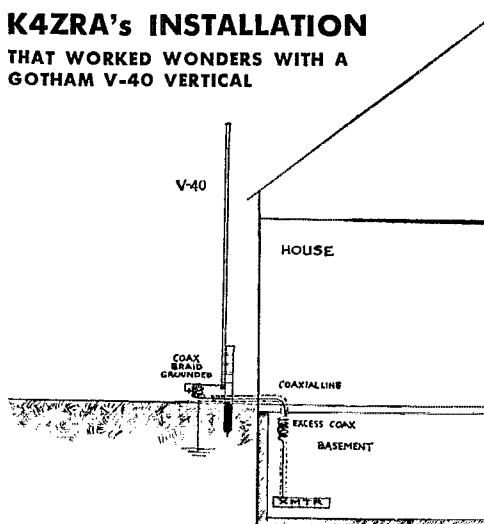 K4ZRA's INSTALLATION
THAT WORKED WONDERS WITH A
GOTHAM V-40 VERTICAL
V-40
HOUSE
COAX
BRAID
GROUNDED
COAXIAL LINE
EXCESS COAX
BASEMENT
XMTR